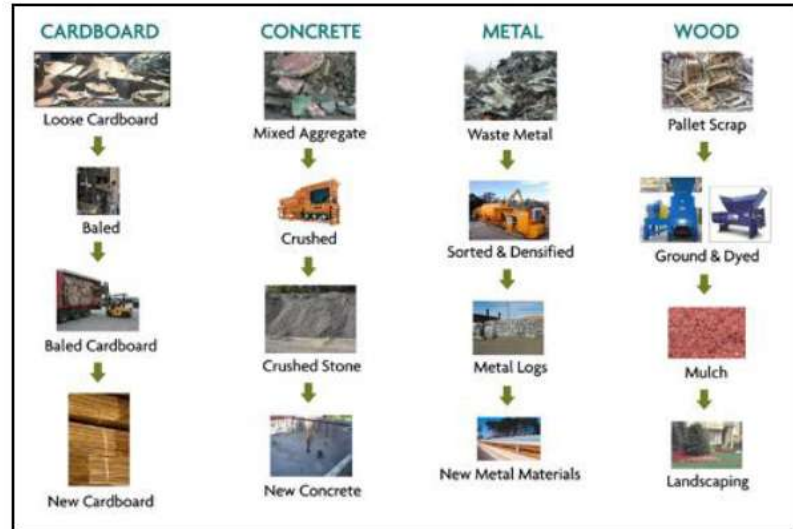 CARDBOARD
Loose Cardboard
Baled
Baled Cardboard
New Cardboard
CONCRETE
Mixed Aggregate
Crushed
Crushed Stone
New Concrete
METAL
Waste Metal
Sorted & Densified
Metal Logs
New Metal Materials
WOOD
Pallet Scrap
Ground & Dyed
Mulch
Landscaping